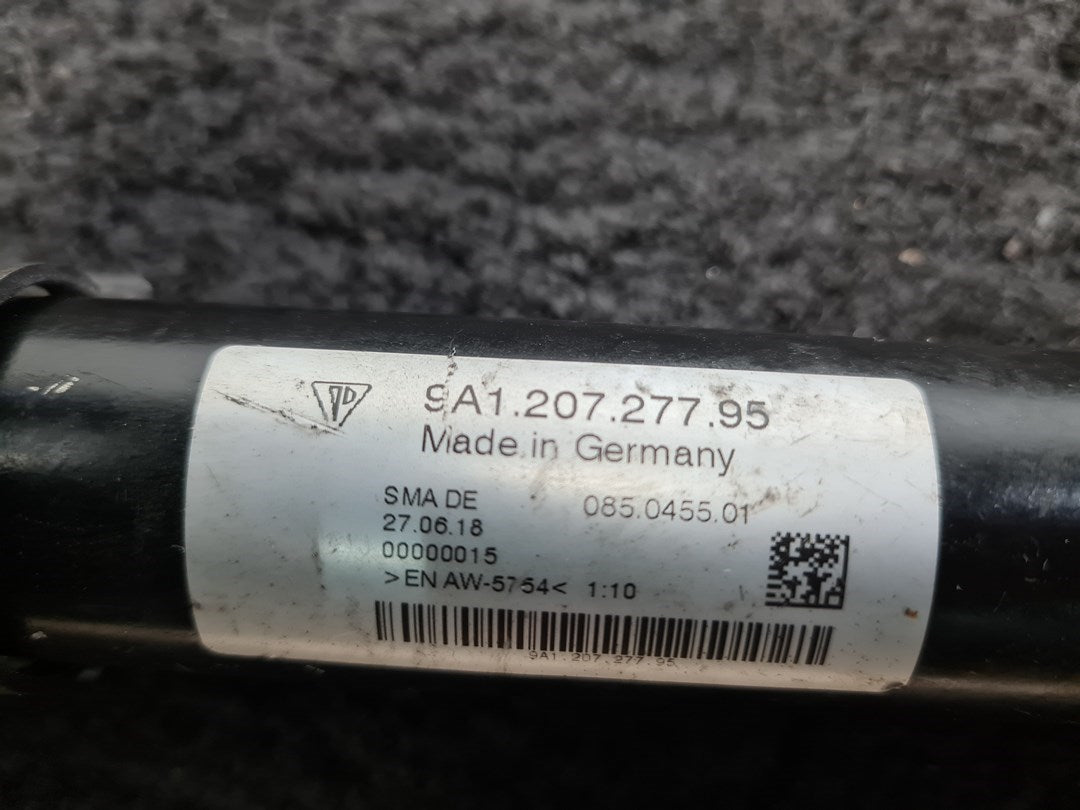 9A1.207.277.95
Made in Germany
SMA DE 085.0455.01
27.06.18
00000015
>EN AW-5754< 1:10
9A1.207.277.95